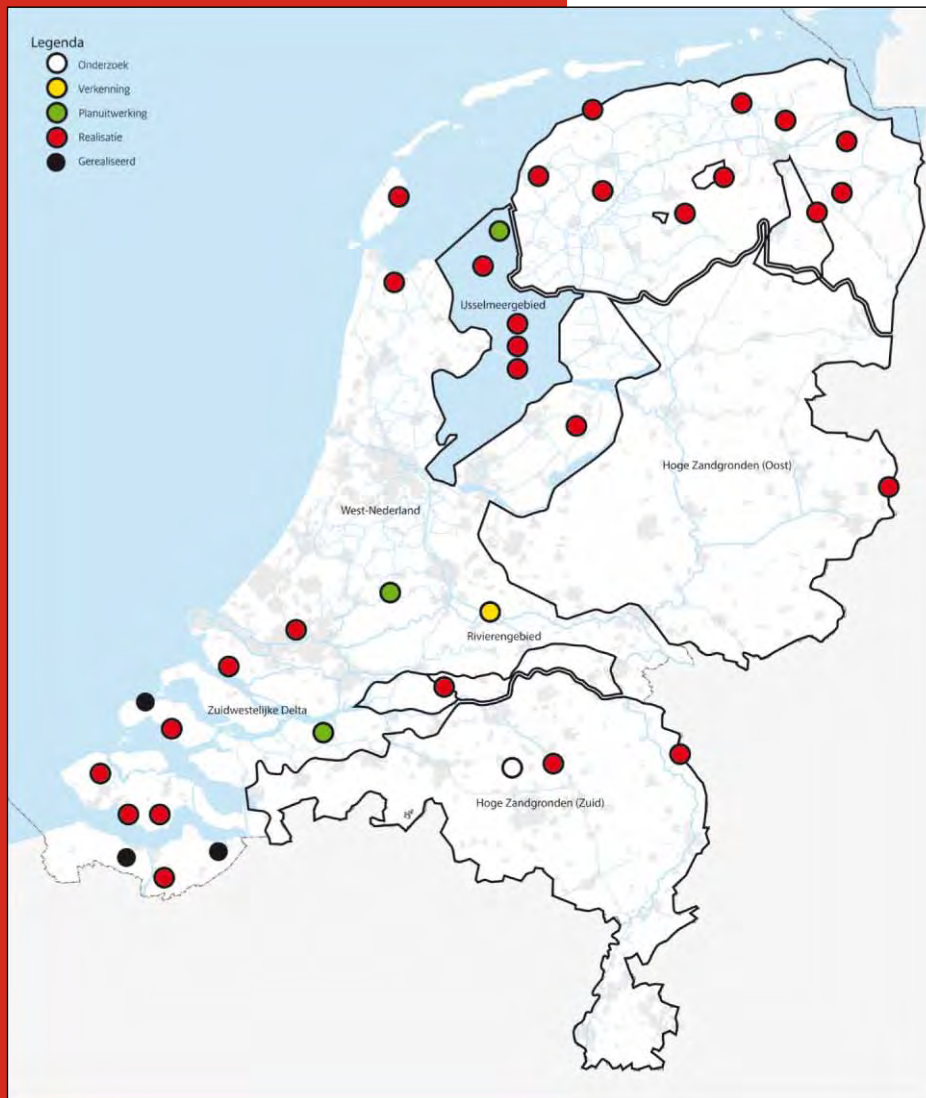 Legenda
Onderzoek
Verkenning
Planuitwerking
Realisatie
Gerealiseerd
IJsselmeergebied
Hoge Zandgronden (Oost)
West-Nederland
Rivierengebied
Zuidwestelijke Delta
Hoge Zandgronden (Zuid)